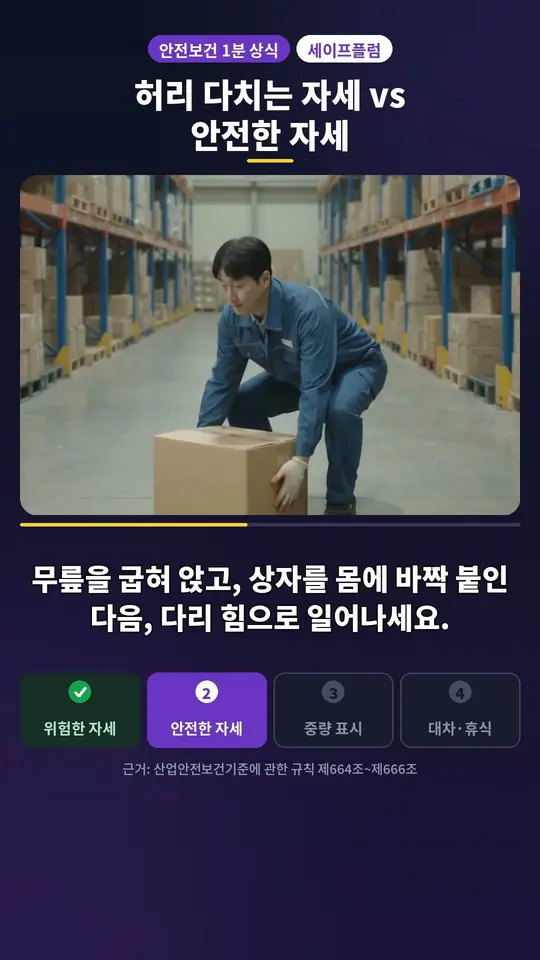 안전보건 1분 상식
세이프플럼
허리 다치는 자세 vs
안전한 자세
무릎을 굽혀 앉고, 상자를 몸에 바짝 붙인
다음, 다리 힘으로 일어나세요.
위험한 자세
2
안전한 자세
3
중량 표시
4
대차·휴식
근거: 산업안전보건기준에 관한 규칙 제664조~제666조